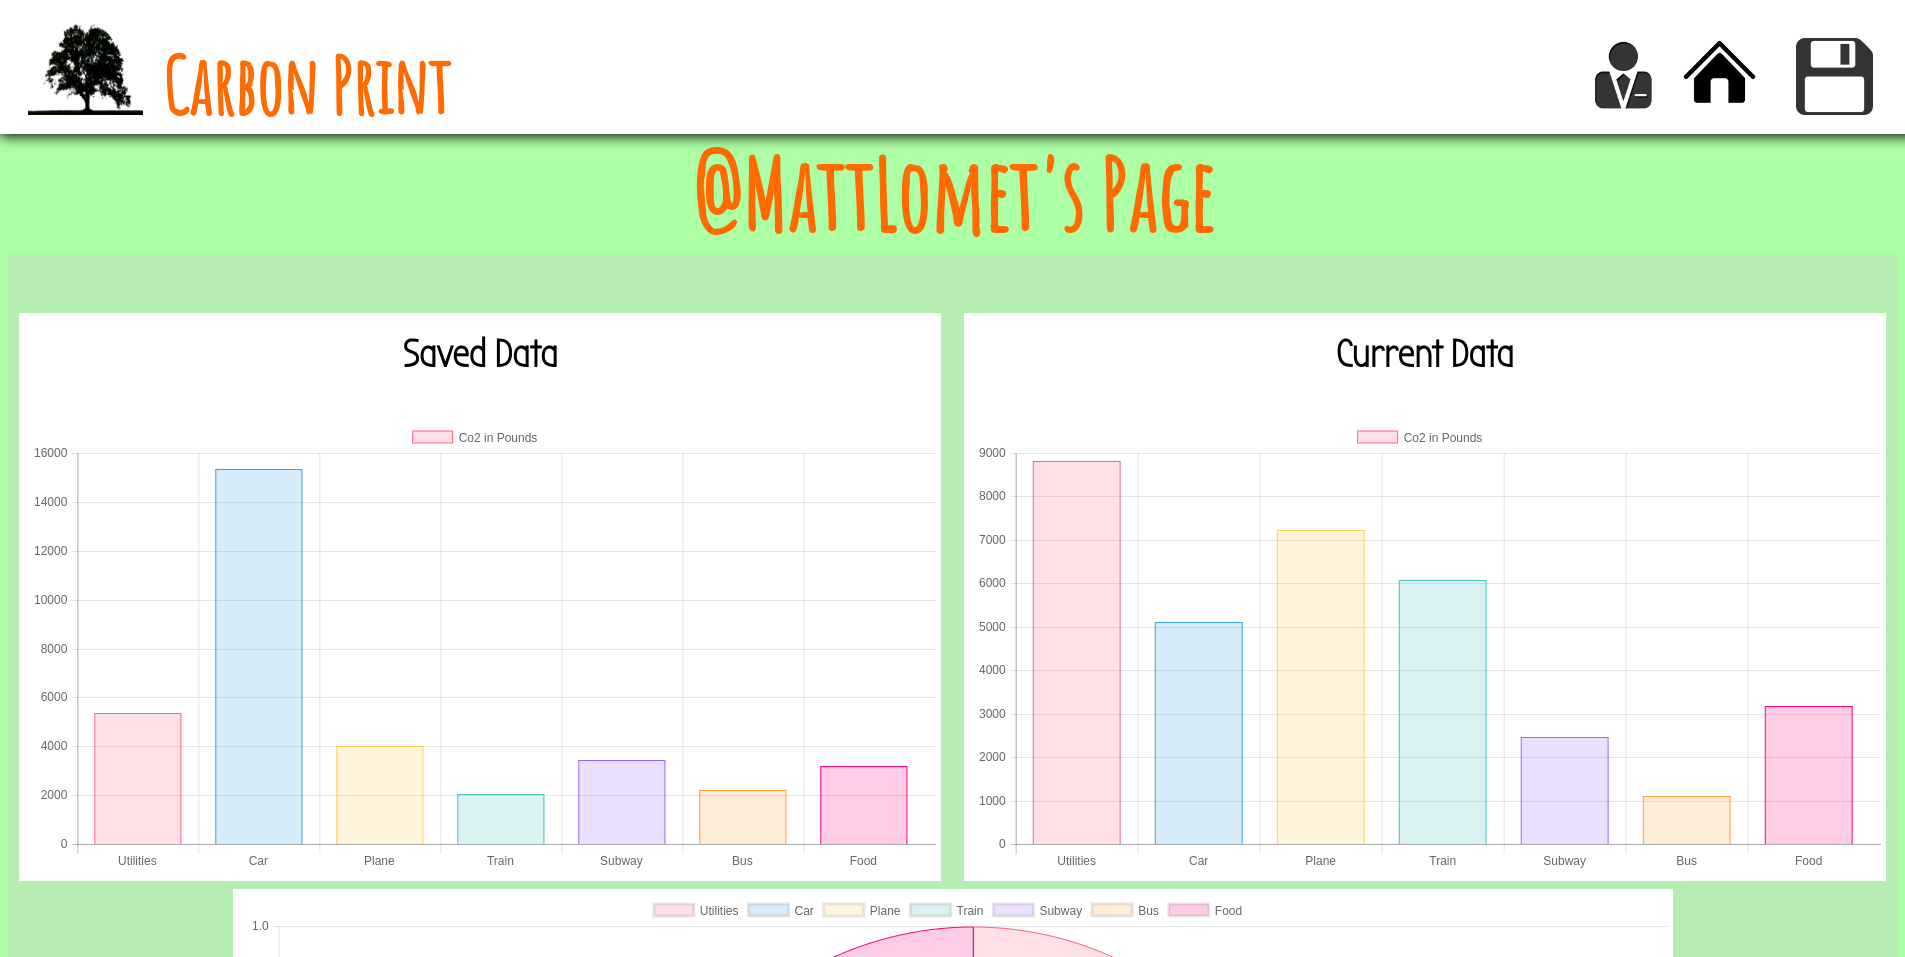 Carbon Print
@MattLomet's Page
Saved Data
Co2 in Pounds
16000
14000
12000
10000
8000
6000
4000
2000
0
Utilities Car Plane Train Subway Bus Food
Current Data
Co2 in Pounds
9000
8000
7000
6000
5000
4000
3000
2000
1000
0
Utilities Car Plane Train Subway Bus Food
Utilities Car Plane Train Subway Bus Food
1.0